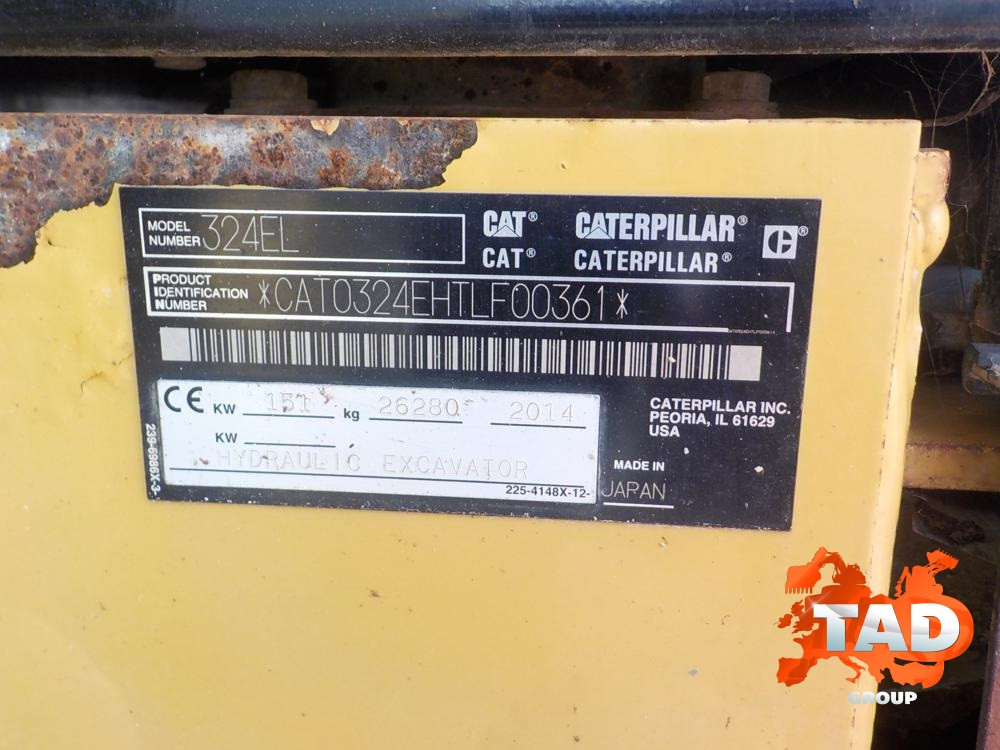 MODEL NUMBER 324EL
CAT® CATERPILLAR®
CAT® CATERPILLAR®
PRODUCT IDENTIFICATION NUMBER *CAT0324EHTLF00361*
CE KW 151 kg 26280 2014
KW
HYDRAULIC EXCAVATOR
225-4148X-12-
239-6986X-3-
CATERPILLAR INC.
PEORIA, IL 61629
USA
MADE IN
JAPAN
TAD
GROUP